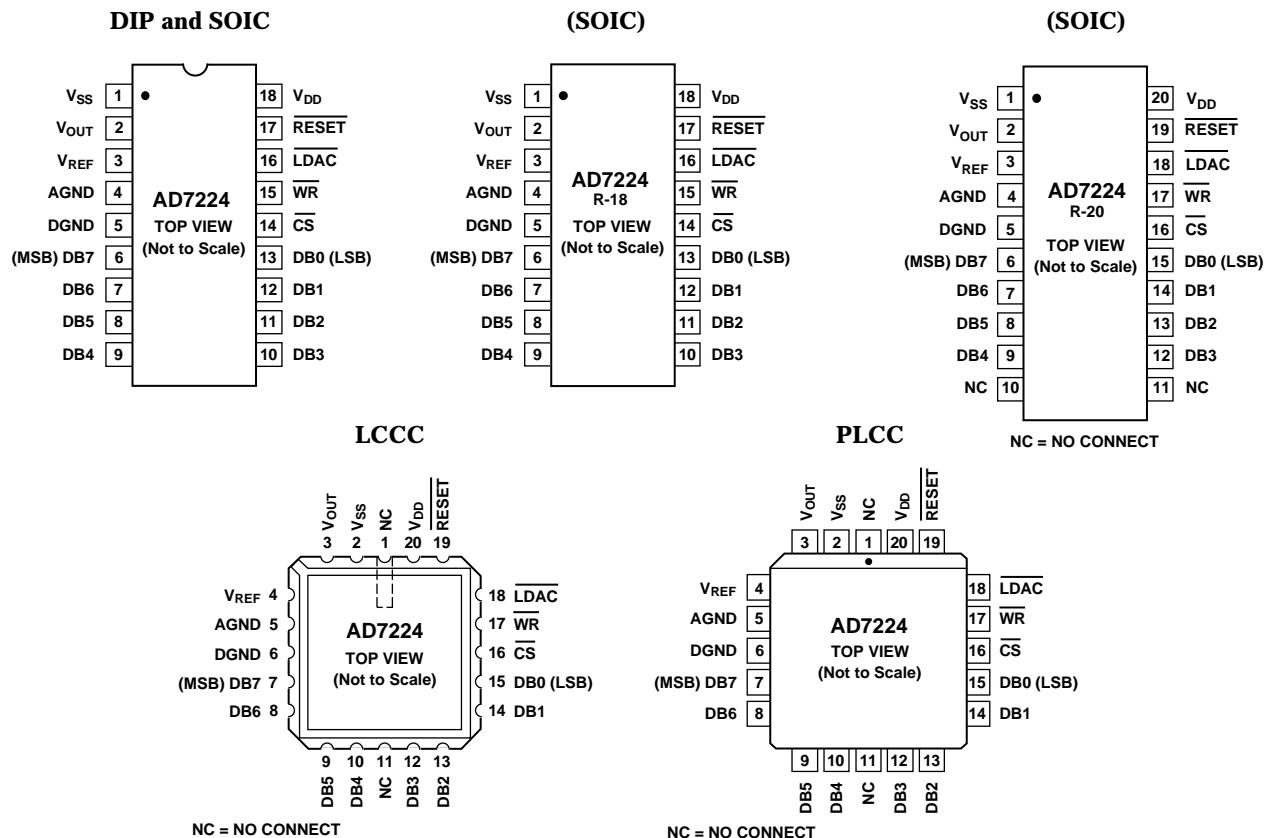 DIP and SOIC
VSS 1 18 VDD
VOUT 2 17 RESET
VREF 3 16 LDAC
AGND 4 15 WR
DGND 5 14 CS
(MSB) DB7 6 13 DB0 (LSB)
DB6 7 12 DB1
DB5 8 11 DB2
DB4 9 10 DB3
AD7224
TOP VIEW
(Not to Scale)
(SOIC)
VSS 1 18 VDD
VOUT 2 17 RESET
VREF 3 16 LDAC
AGND 4 15 WR
DGND 5 14 CS
(MSB) DB7 6 13 DB0 (LSB)
DB6 7 12 DB1
DB5 8 11 DB2
DB4 9 10 DB3
AD7224
R-18
TOP VIEW
(Not to Scale)
(SOIC)
VSS 1 20 VDD
VOUT 2 19 RESET
VREF 3 18 LDAC
AGND 4 17 WR
DGND 5 16 CS
(MSB) DB7 6 15 DB0 (LSB)
DB6 7 14 DB1
DB5 8 13 DB2
DB4 9 12 DB3
NC 10 11 NC
AD7224
R-20
TOP VIEW
(Not to Scale)
NC = NO CONNECT
LCCC
VOUT VSS NC VDD RESET
3 2 1 20 19
VREF 4 18 LDAC
AGND 5 17 WR
DGND 6 16 CS
(MSB) DB7 7 15 DB0 (LSB)
DB6 8 14 DB1
AD7224
TOP VIEW
(Not to Scale)
9 10 11 12 13
DB5 DB4 NC DB3 DB2
NC = NO CONNECT
PLCC
VOUT VSS NC VDD RESET
3 2 1 20 19
VREF 4 18 LDAC
AGND 5 17 WR
DGND 6 16 CS
(MSB) DB7 7 15 DB0 (LSB)
DB6 8 14 DB1
AD7224
TOP VIEW
(Not to Scale)
9 10 11 12 13
DB5 DB4 NC DB3 DB2
NC = NO CONNECT